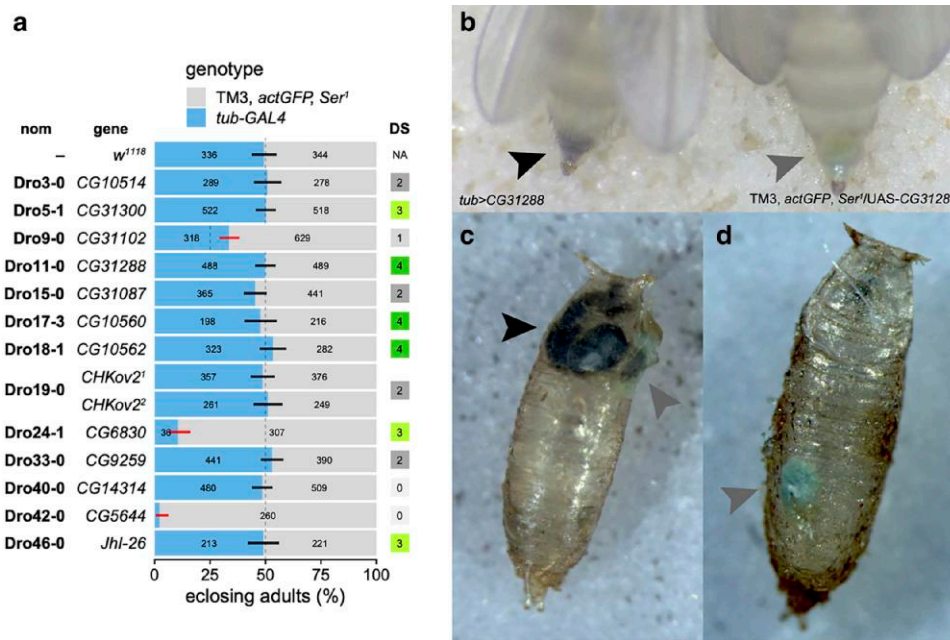 a
genotype
TM3, actGFP, Ser1
tub-GAL4
nom gene DS
– w1118 336 344 NA
Dro3-0 CG10514 289 278 2
Dro5-1 CG31300 522 518 3
Dro9-0 CG31102 318 629 1
Dro11-0 CG31288 488 489 4
Dro15-0 CG31087 365 441 2
Dro17-3 CG10560 198 216 4
Dro18-1 CG10562 323 282 4
CHKov21 357 376
Dro19-0 2
CHKov22 261 249
Dro24-1 CG6830 36 307 3
Dro33-0 CG9259 441 390 2
Dro40-0 CG14314 480 509 0
Dro42-0 CG5644 260 0
Dro46-0 JhI-26 213 221 3
0 25 50 75 100
eclosing adults (%)
b
tub>CG31288
TM3, actGFP, Ser1/UAS-CG3128
c
d